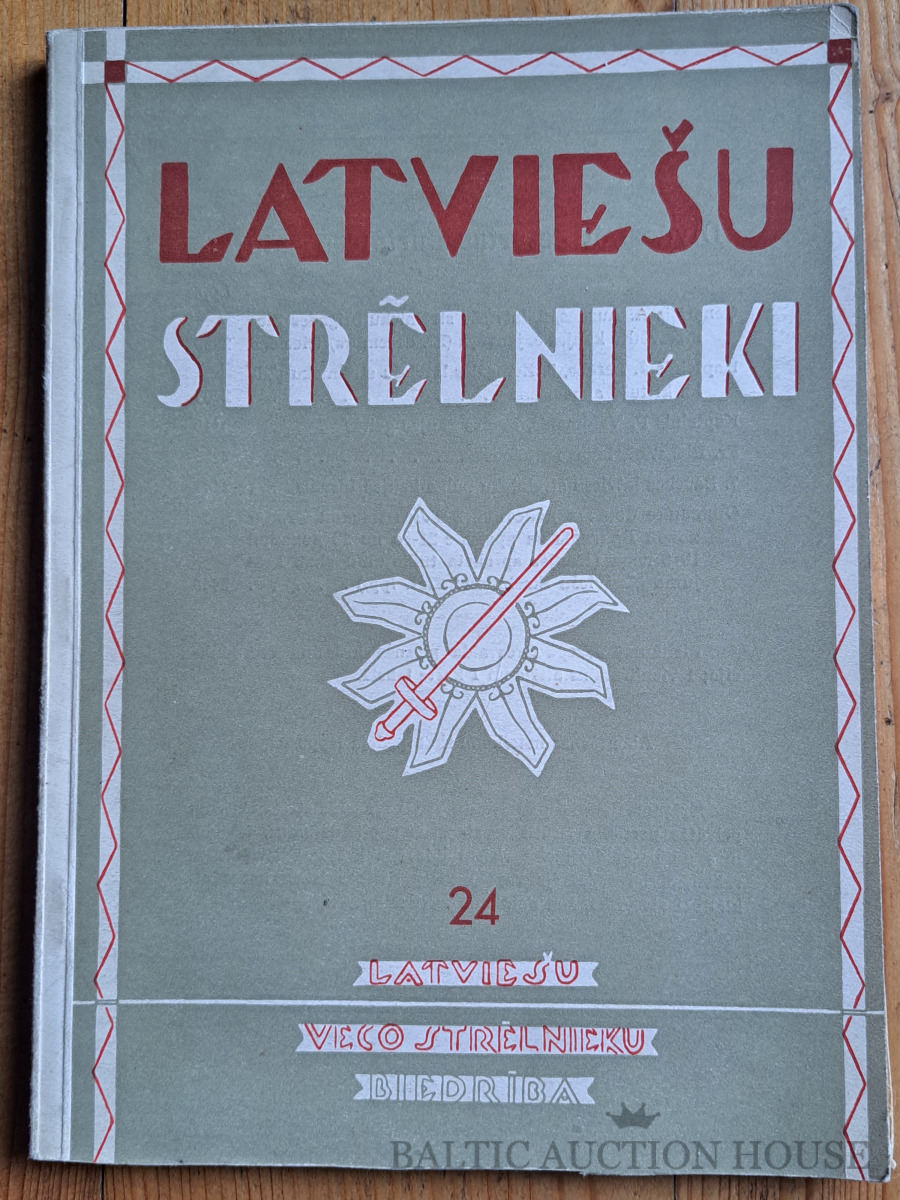 LATVIEŠU
STRĒLNIEKI
24
LATVIEŠU
VECO STRĒLNIEKU
BIEDRĪBA
BALTIC AUCTION HOUSE